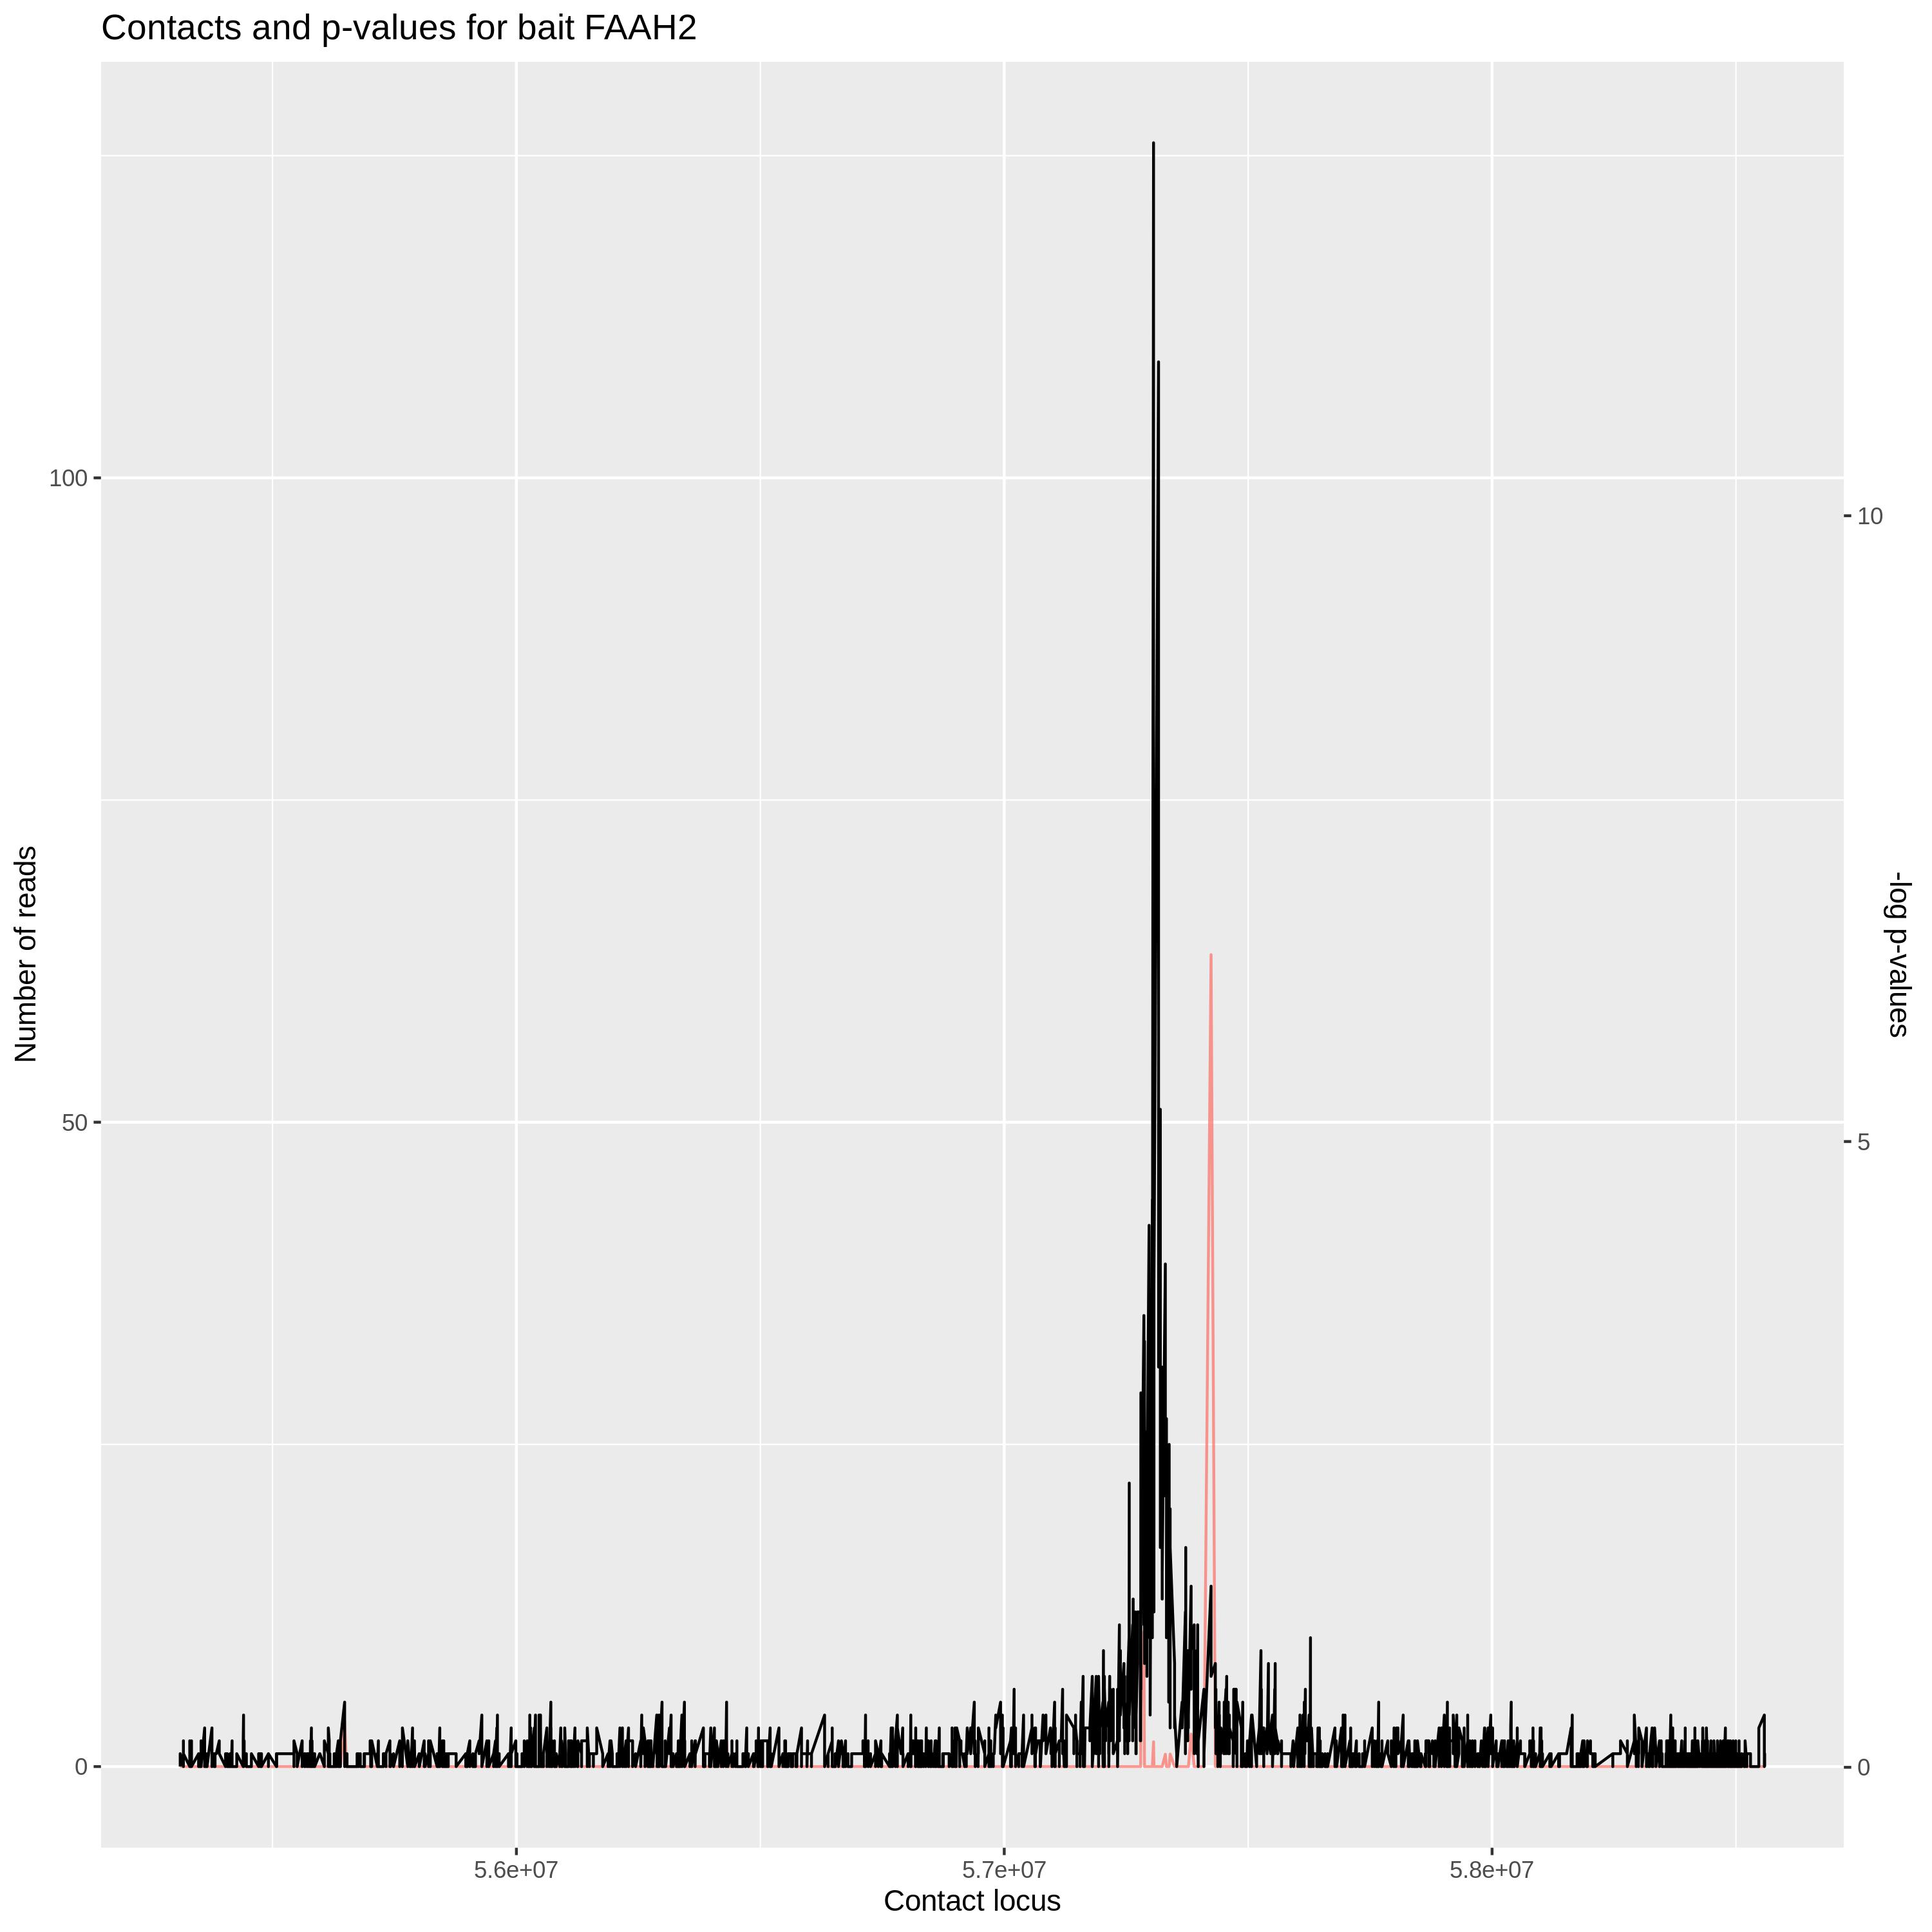 Contacts and p-values for bait FAAH2
Number of reads
100
50
0
10
5
0
-log p-values
5.6e+07
5.7e+07
5.8e+07
Contact locus